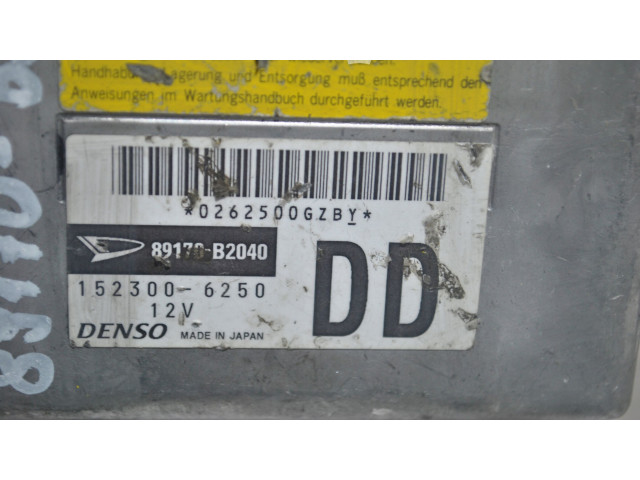 Handhabung, Lagerung und Entsorgung muß entsprechend den
Anweisungen im Wartungshandbuch durchgeführt werden.
*0262500GZBY*
89170-B2040
152300-6250
12V
DENSO MADE IN JAPAN
DD